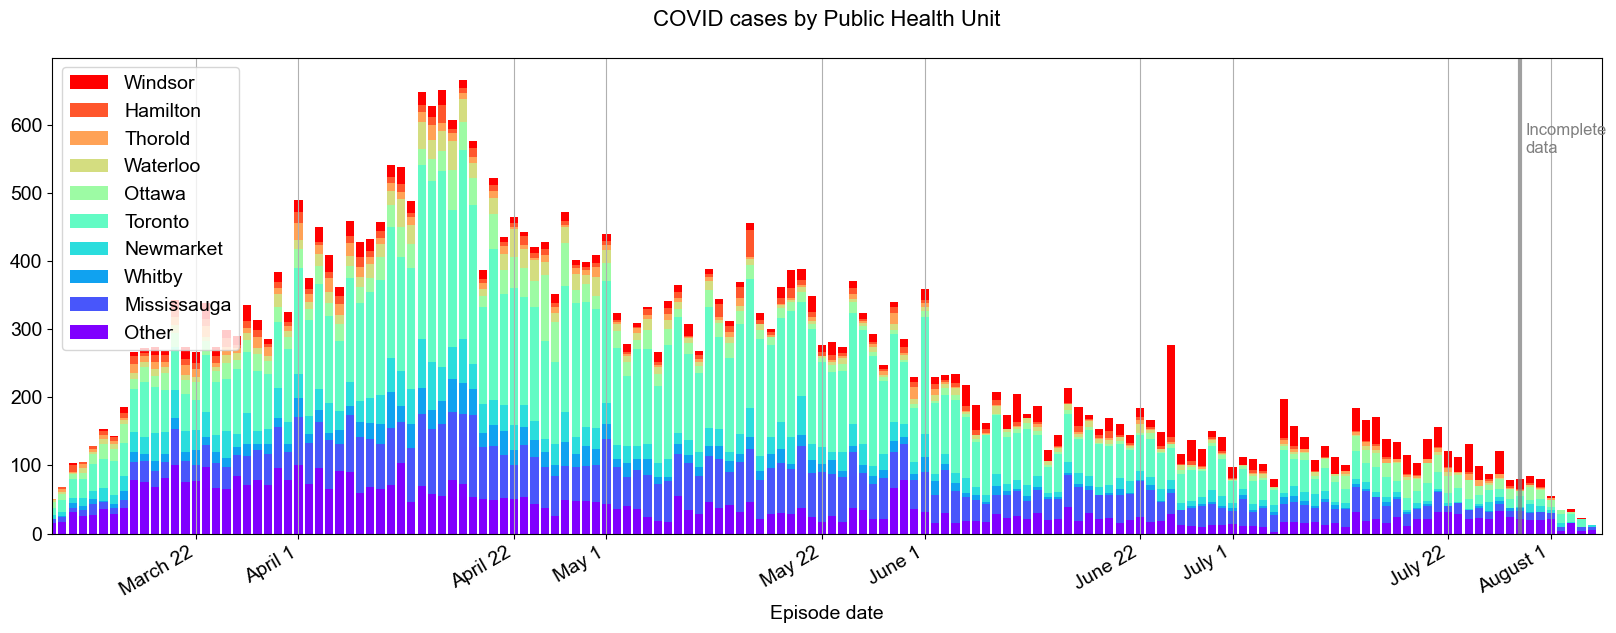 COVID cases by Public Health Unit
Windsor
Hamilton
Thorold
Waterloo
Ottawa
Toronto
Newmarket
Whitby
Mississauga
Other
Incomplete
data
600
500
400
300
200
100
0
March 22
April 1
April 22
May 1
May 22
June 1
June 22
July 1
July 22
August 1
Episode date